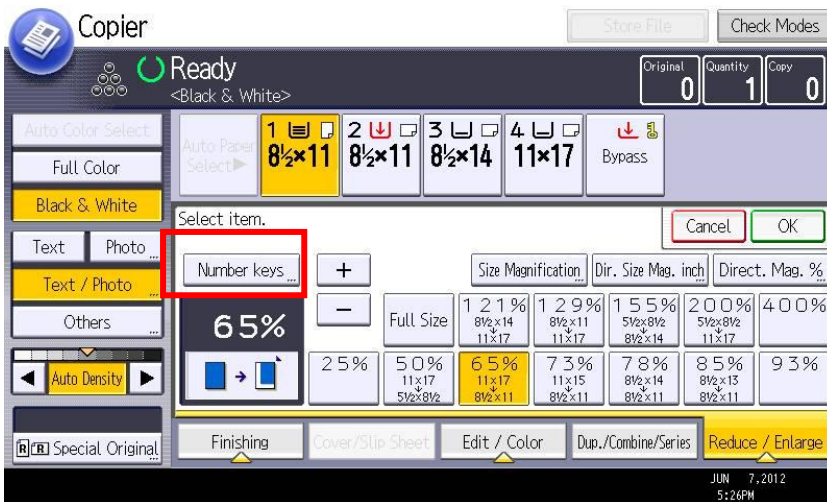 Copier
Store File
Check Modes
Ready
<Black & White>
Original
0
Quantity
1
Copy
0
Auto Color Select
Full Color
Black & White
Auto Paper
Select▶
1
8½×11
2
8½×11
3
8½×14
4
11×17
Bypass
Select item.
Cancel
OK
Text
Photo
Text / Photo
Others
Number keys
+
Size Magnification
Dir. Size Mag. inch
Direct. Mag. %
65%
−
Full Size
121%
8½×14
11×17
129%
8½×11
11×17
155%
5½×8½
8½×14
200%
5½×8½
11×17
400%
25%
50%
11×17
5½×8½
65%
11×17
8½×11
73%
11×15
8½×11
78%
8½×14
8½×11
85%
8½×13
8½×11
93%
◀ Auto Density ▶
R R Special Original
Finishing
Cover/Slip Sheet
Edit / Color
Dup./Combine/Series
Reduce / Enlarge
JUN 7,2012
5:26PM